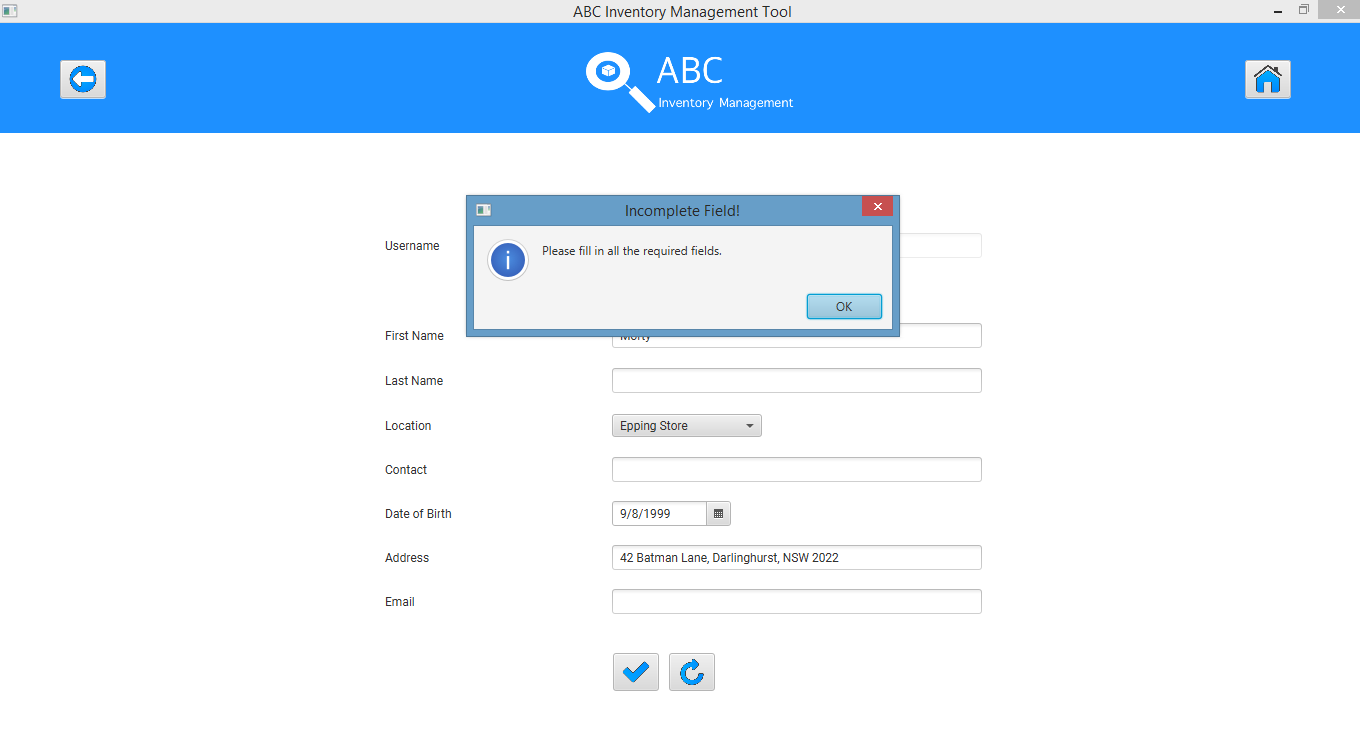 ABC Inventory Management Tool
ABC
Inventory Management
Incomplete Field!
Please fill in all the required fields.
OK
Username
First Name
Morty
Last Name
Location Epping Store
Contact
Date of Birth 9/8/1999
Address 42 Batman Lane, Darlinghurst, NSW 2022
Email